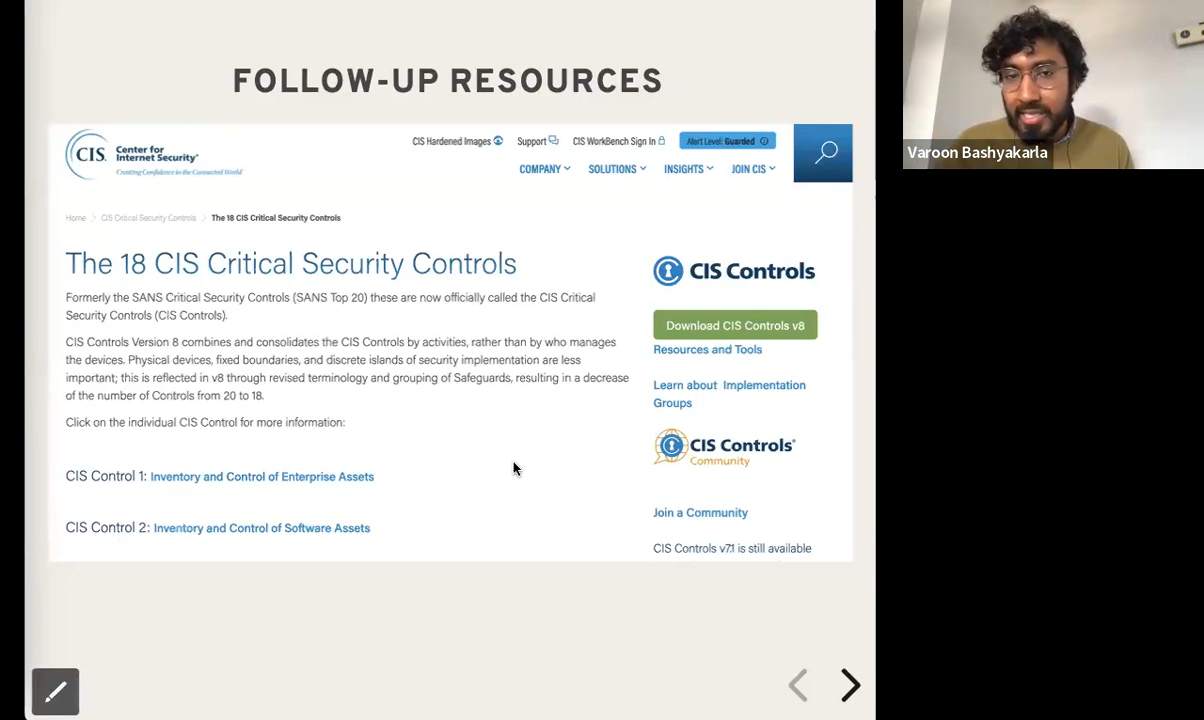 FOLLOW-UP RESOURCES
CIS Hardened Images
Support
CIS WorkBench Sign In
Alert Level: Guarded
CIS
Center for
Internet Security®
Creating Confidence in the Connected World
COMPANY
SOLUTIONS
INSIGHTS
JOIN CIS
Home > CIS Critical Security Controls > The 18 CIS Critical Security Controls
The 18 CIS Critical Security Controls
Formerly the SANS Critical Security Controls (SANS Top 20) these are now officially called the CIS Critical
Security Controls (CIS Controls).
CIS Controls Version 8 combines and consolidates the CIS Controls by activities, rather than by who manages
the devices. Physical devices, fixed boundaries, and discrete islands of security implementation are less
important; this is reflected in v8 through revised terminology and grouping of Safeguards, resulting in a decrease
of the number of Controls from 20 to 18.
Click on the individual CIS Control for more information:
CIS Control 1: Inventory and Control of Enterprise Assets
CIS Control 2: Inventory and Control of Software Assets
CIS Controls
Download CIS Controls v8
Resources and Tools
Learn about Implementation
Groups
CIS Controls®
Community
Join a Community
CIS Controls v7.1 is still available
Varoon Bashyakarla